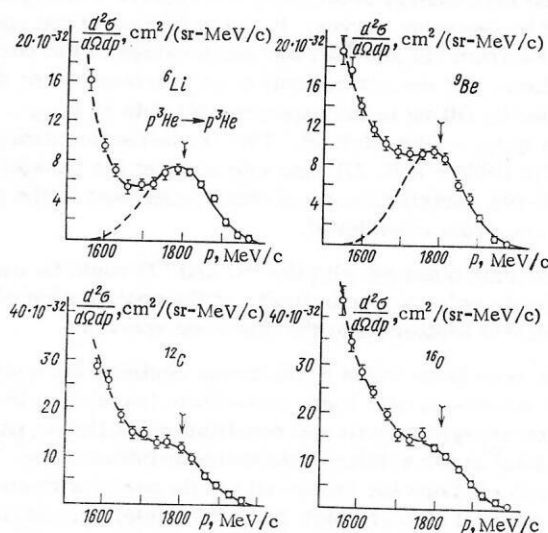 20·10⁻³² d²σ/dΩdp, cm²/(sr-MeV/c)
⁶Li
p³He→p³He
16
12
8
4
1600 1800 p, MeV/c
20·10⁻³² d²σ/dΩdp, cm²/(sr-MeV/c)
⁹Be
16
12
8
4
1600 1800 p, MeV/c
40·10⁻³² d²σ/dΩdp, cm²/(sr-MeV/c)
¹²C
30
20
10
1600 1800 p, MeV/c
40·10⁻³² d²σ/dΩdp, cm²/(sr-MeV/c)
¹⁶O
30
20
10
1600 1800 p, MeV/c